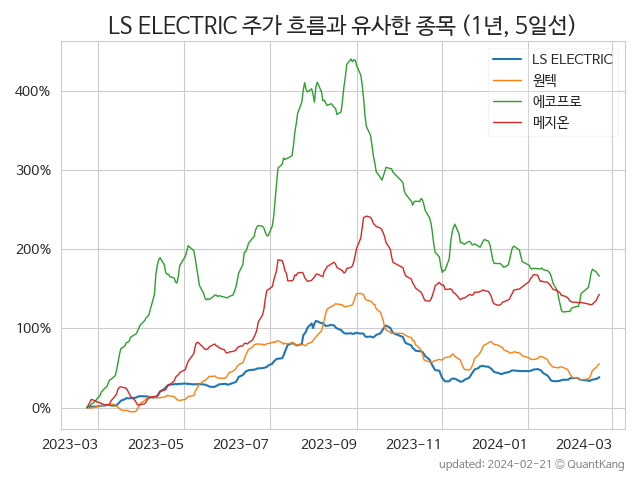 LS ELECTRIC 주가 흐름과 유사한 종목 (1년, 5일선)
LS ELECTRIC
원텍
에코프로
메지온
400%
300%
200%
100%
0%
2023-03 2023-05 2023-07 2023-09 2023-11 2024-01 2024-03
updated: 2024-02-21 © QuantKang